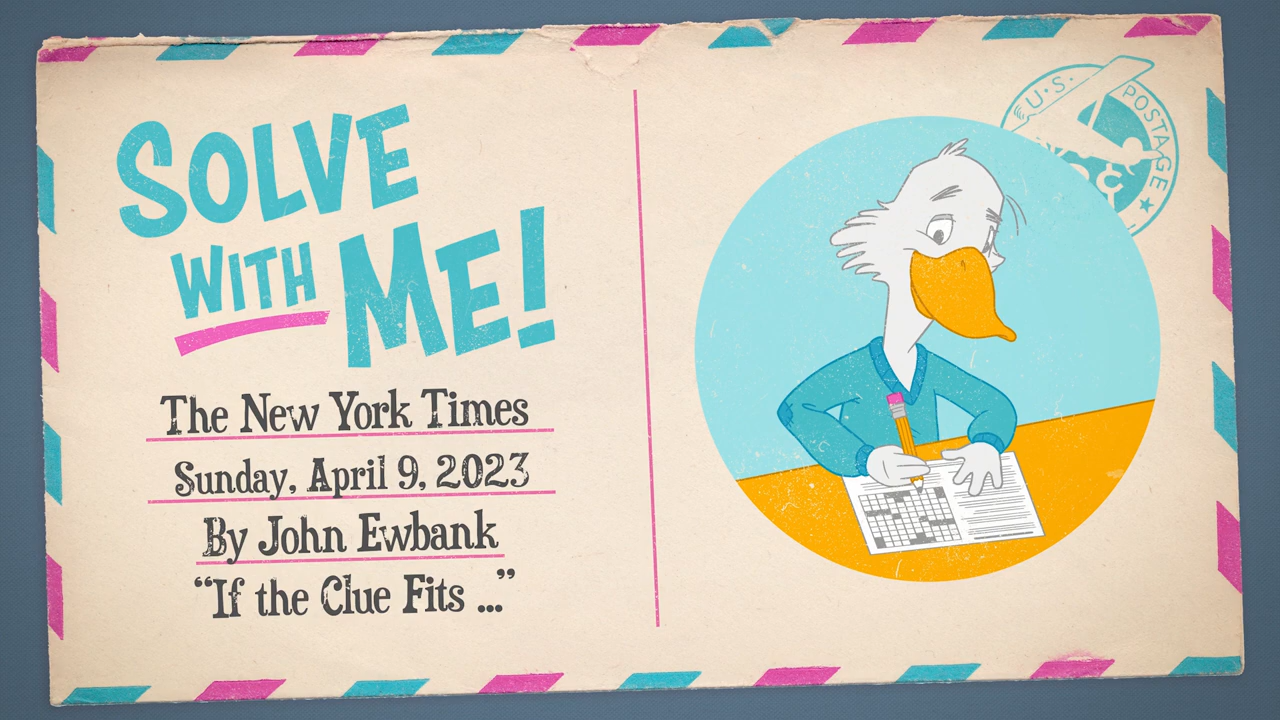 SOLVE
WITH ME!
The New York Times
Sunday, April 9, 2023
By John Ewbank
“If the Clue Fits ...”
U.S. POSTAGE